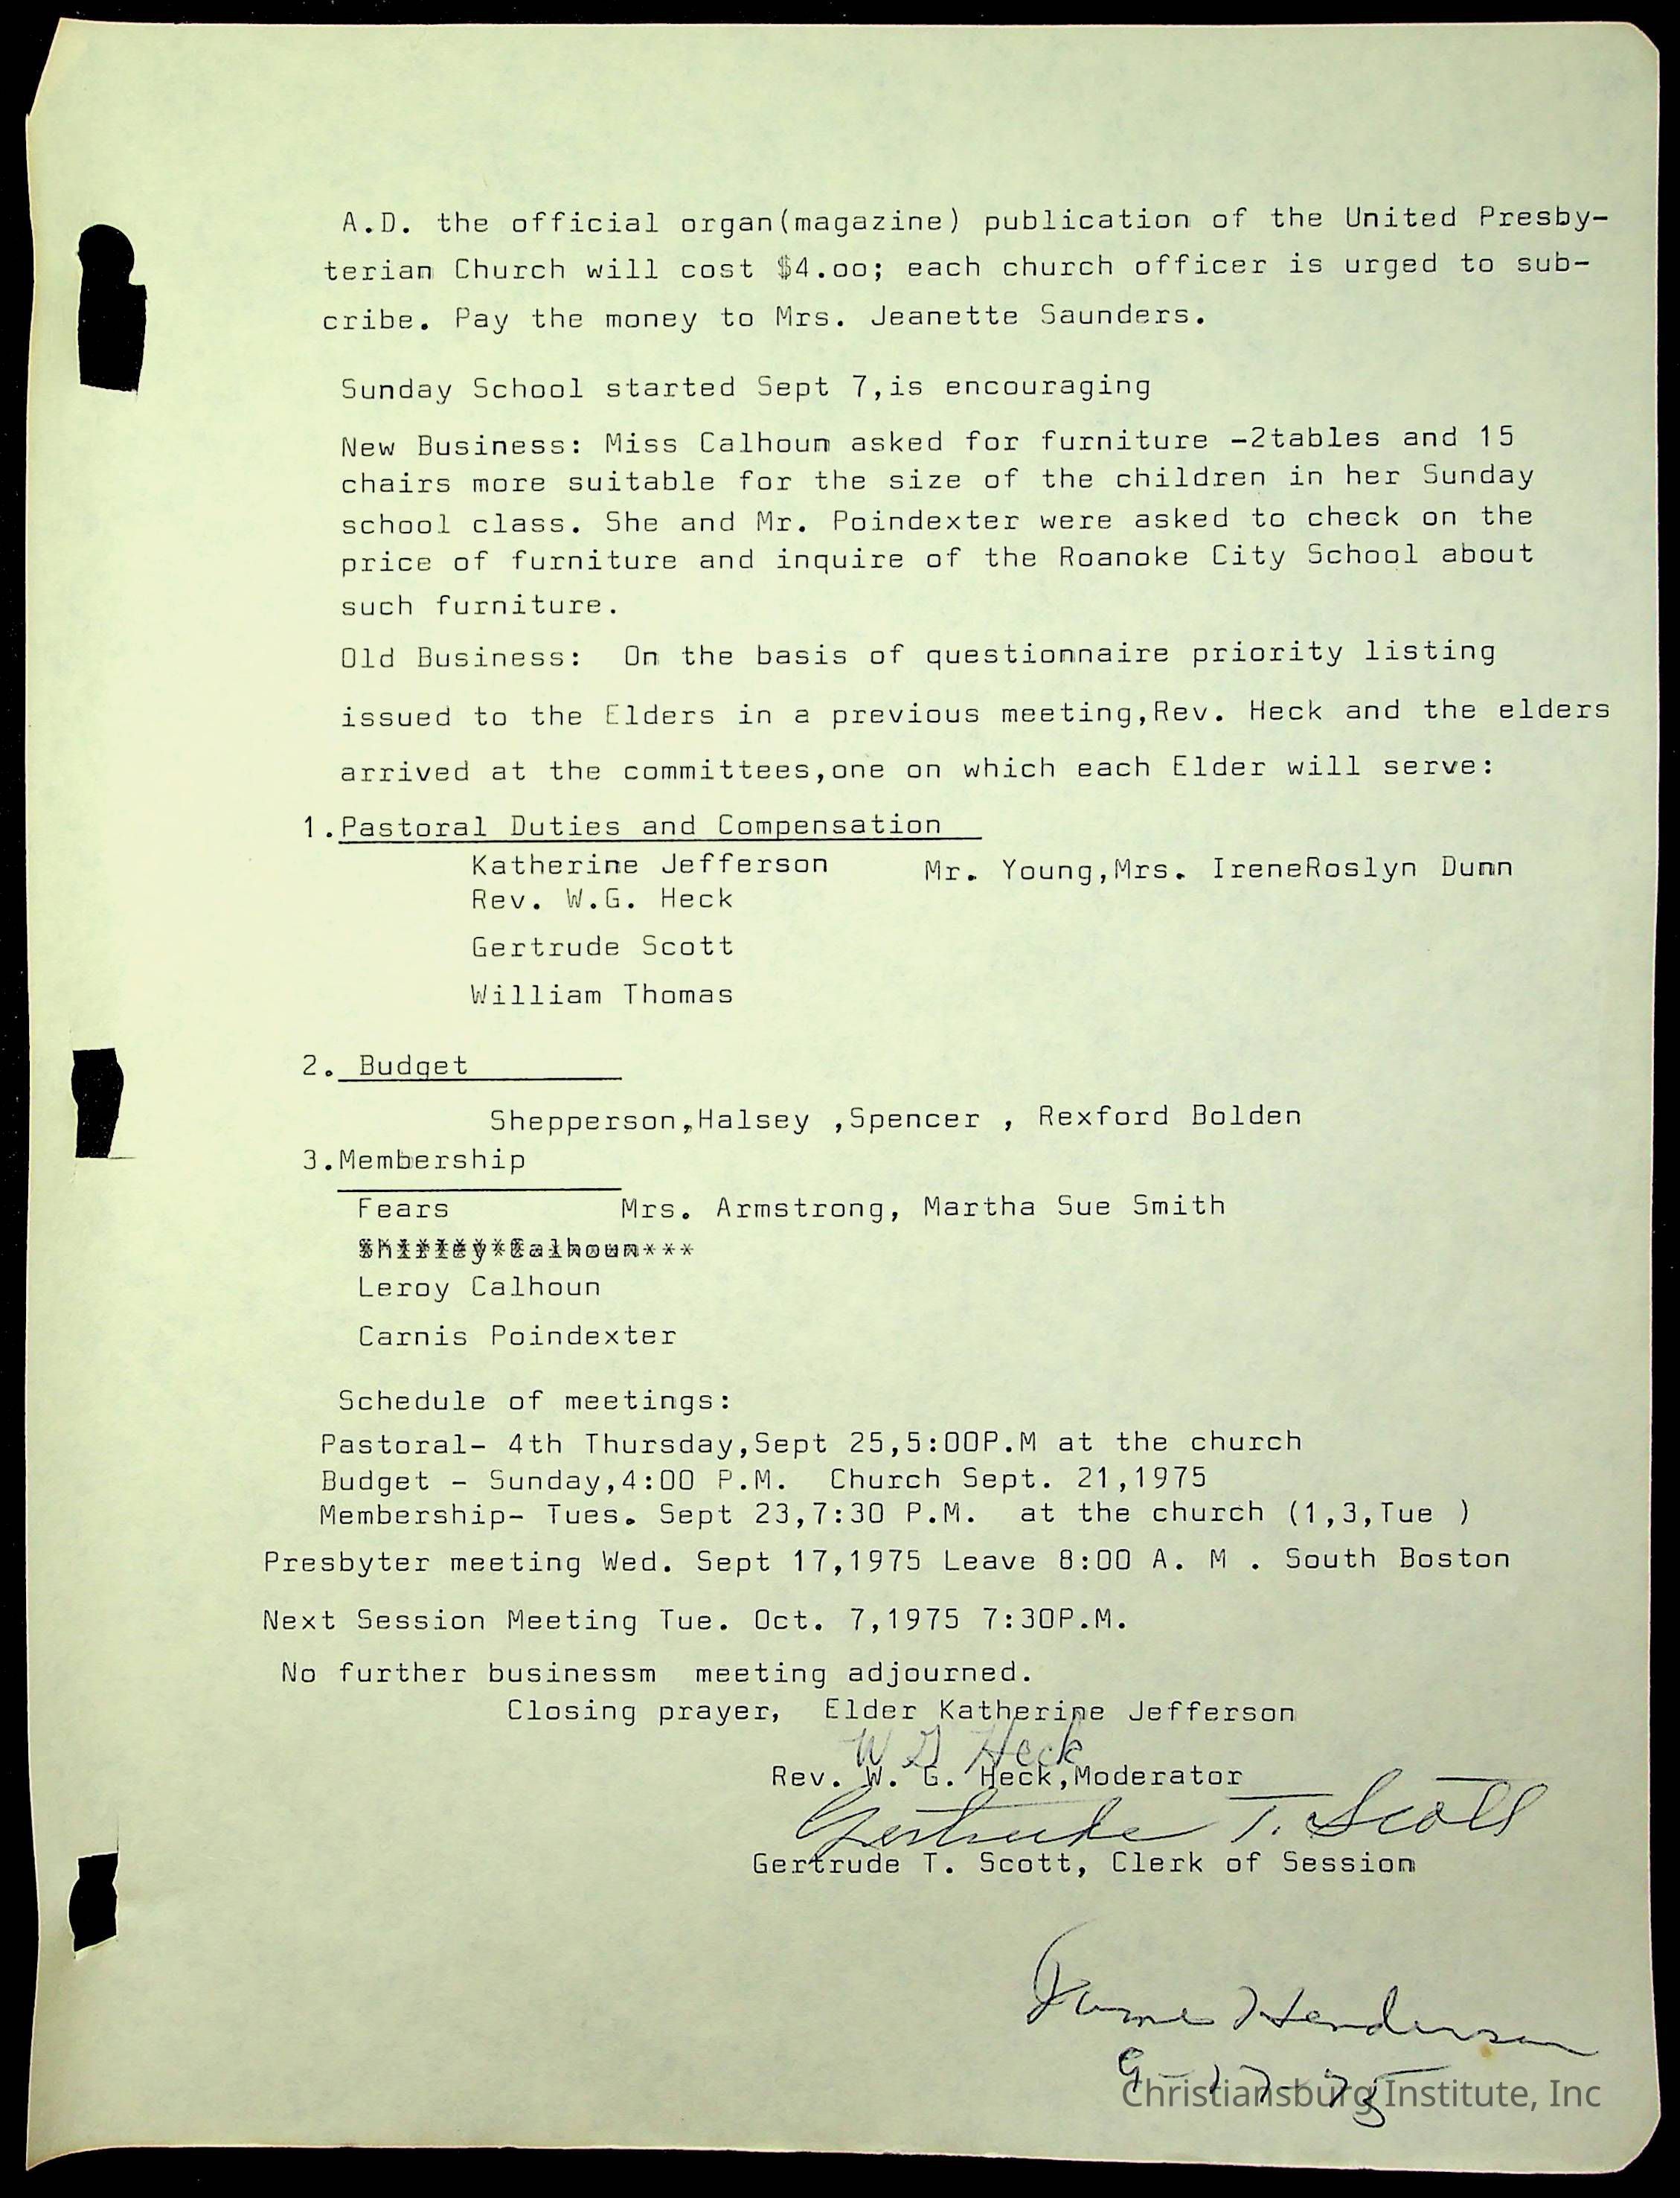 A.D. the official organ(magazine) publication of the United Presby-
terian Church will cost $4.oo; each church officer is urged to sub-
cribe. Pay the money to Mrs. Jeanette Saunders.
Sunday School started Sept 7,is encouraging
New Business: Miss Calhoun asked for furniture -2tables and 15
chairs more suitable for the size of the children in her Sunday
school class. She and Mr. Poindexter were asked to check on the
price of furniture and inquire of the Roanoke City School about
such furniture.
Old Business: On the basis of questionnaire priority listing
issued to the Elders in a previous meeting,Rev. Heck and the elders
arrived at the committees,one on which each Elder will serve:
1.Pastoral Duties and Compensation
Katherine Jefferson Mr. Young,Mrs. IreneRoslyn Dunn
Rev. W.G. Heck
Gertrude Scott
William Thomas
2. Budget
Shepperson,Halsey ,Spencer , Rexford Bolden
3.Membership
Fears Mrs. Armstrong, Martha Sue Smith
Shirley Calhoun***
Leroy Calhoun
Carnis Poindexter
Schedule of meetings:
Pastoral- 4th Thursday,Sept 25,5:00P.M at the church
Budget - Sunday,4:00 P.M. Church Sept. 21,1975
Membership- Tues. Sept 23,7:30 P.M. at the church (1,3,Tue )
Presbyter meeting Wed. Sept 17,1975 Leave 8:00 A. M . South Boston
Next Session Meeting Tue. Oct. 7,1975 7:30P.M.
No further businessm meeting adjourned.
Closing prayer, Elder Katherine Jefferson
W G Heck
Rev. W. G. Heck,Moderator
Gertrude T. Scott
Gertrude T. Scott, Clerk of Session
James Henderson
9-17-75
Christiansburg Institute, Inc